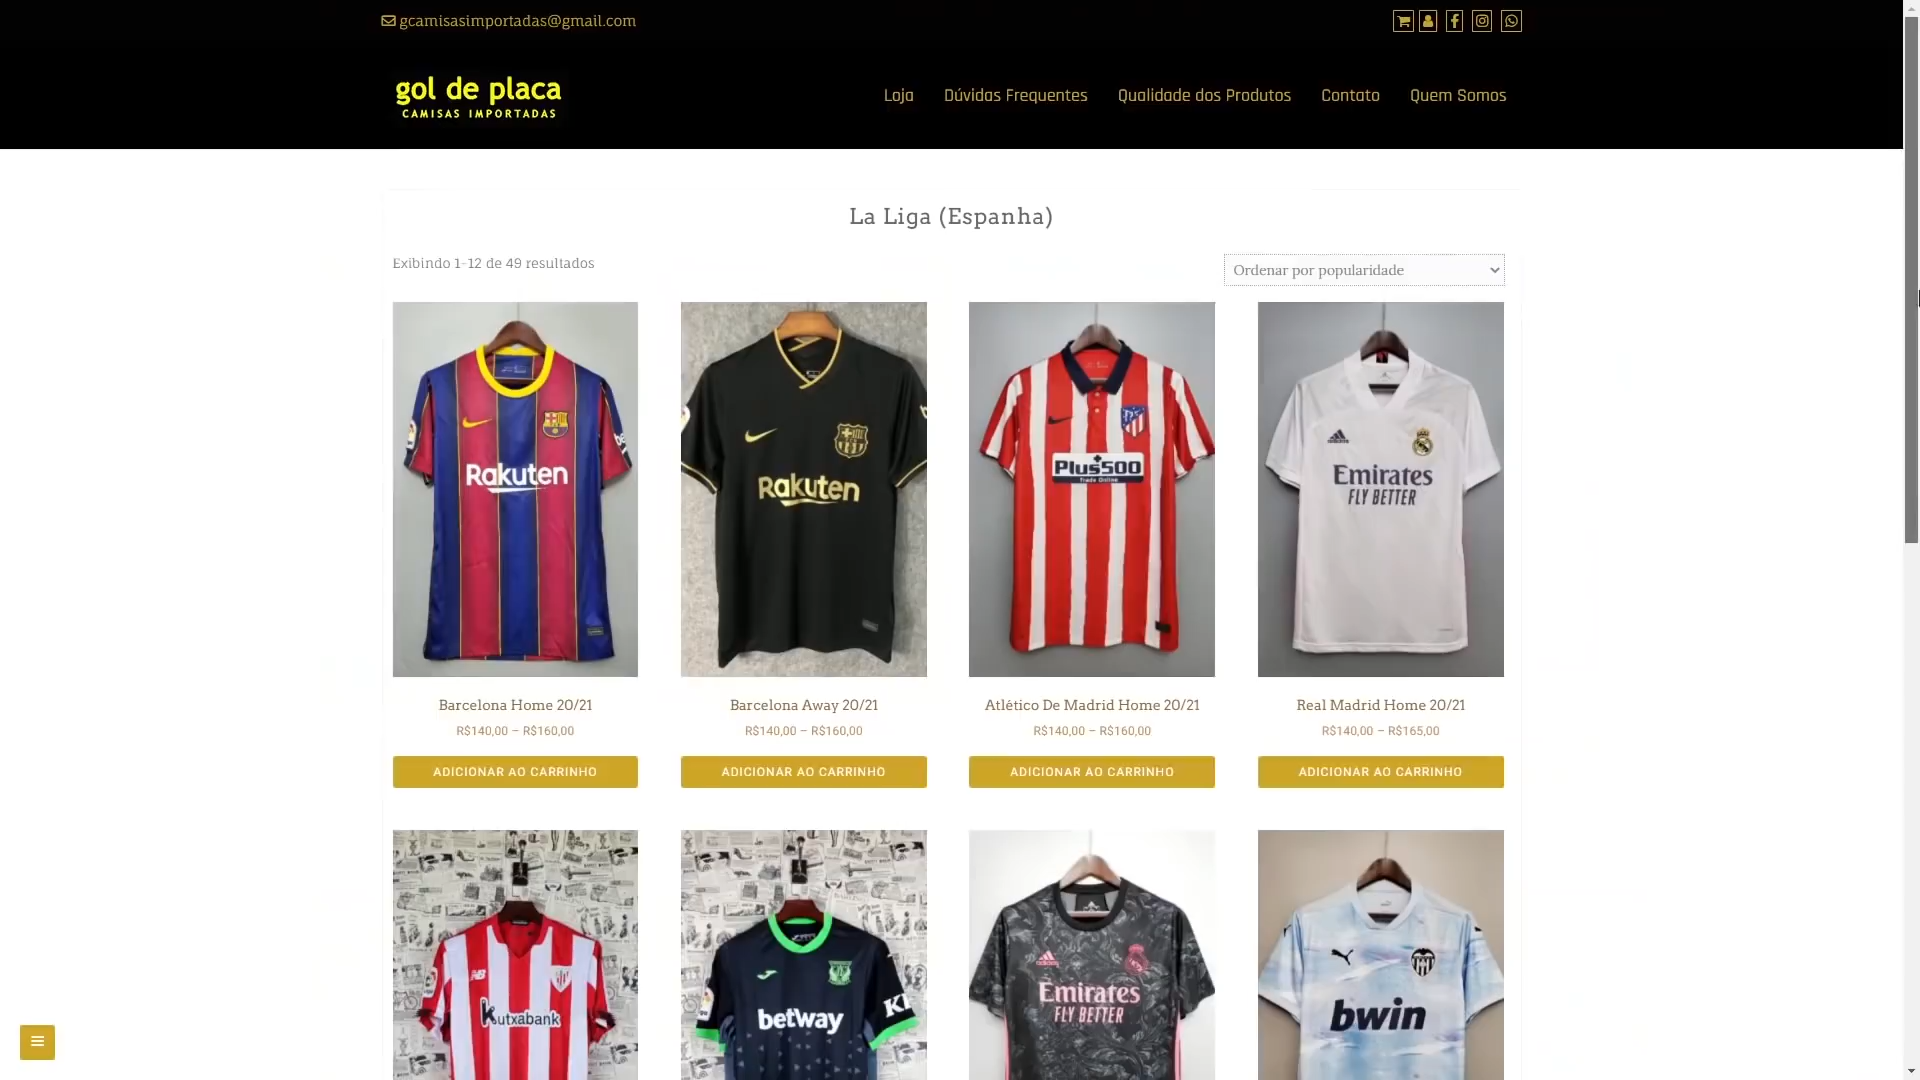 gcamisasimportadas@gmail.com
gol de placa
CAMISAS IMPORTADAS
Loja
Dúvidas Frequentes
Qualidade dos Produtos
Contato
Quem Somos
La Liga (Espanha)
Exibindo 1–12 de 49 resultados
Ordenar por popularidade
Rakuten
Rakuten
Plus500
Trade Online
Emirates
FLY BETTER
Barcelona Home 20/21
R$140,00 – R$160,00
ADICIONAR AO CARRINHO
Barcelona Away 20/21
R$140,00 – R$160,00
ADICIONAR AO CARRINHO
Atlético De Madrid Home 20/21
R$140,00 – R$160,00
ADICIONAR AO CARRINHO
Real Madrid Home 20/21
R$140,00 – R$165,00
ADICIONAR AO CARRINHO
NB
kutxabank
betway
Emirates
FLY BETTER
bwin